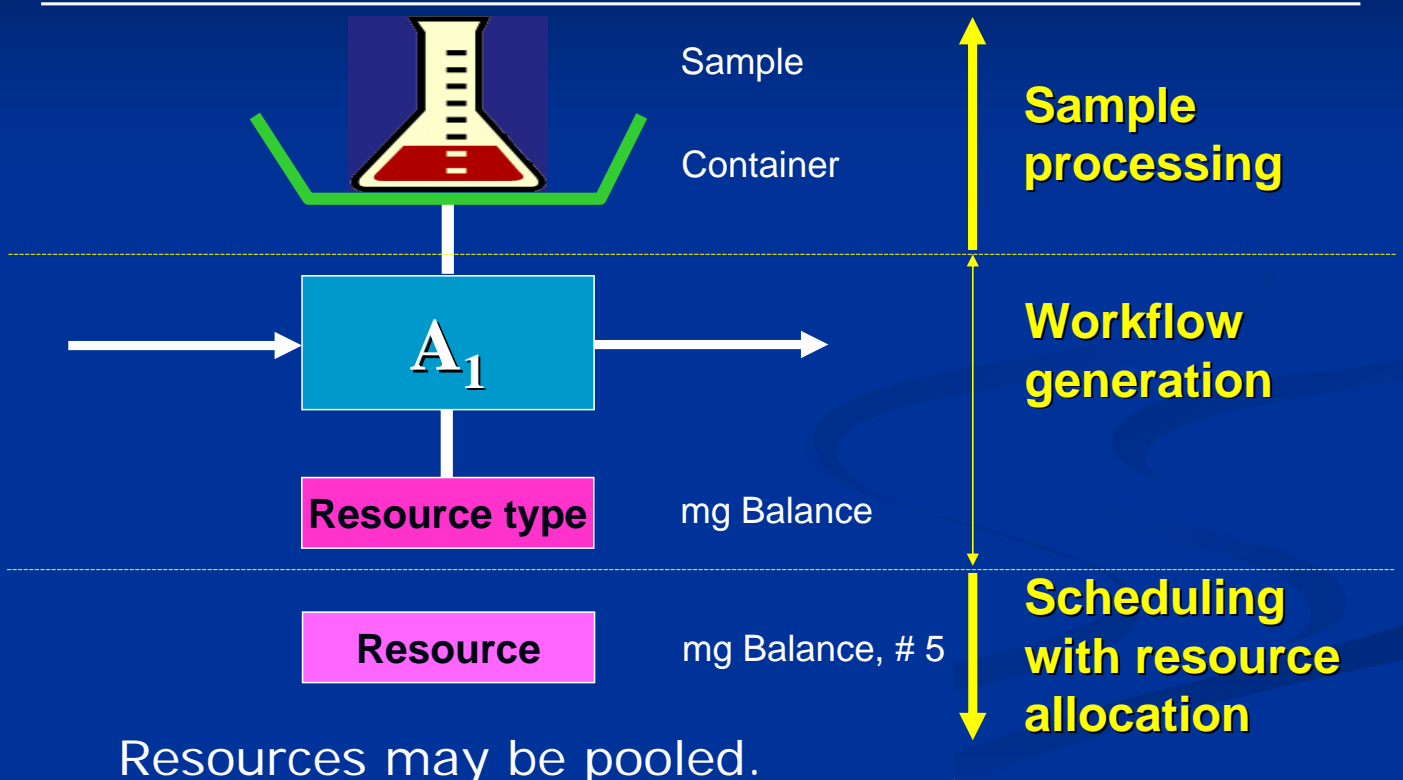 Sample
Container
Sample
processing
A₁
Workflow
generation
Resource type
mg Balance
Resource
mg Balance, # 5
Scheduling
with resource
allocation
Resources may be pooled.